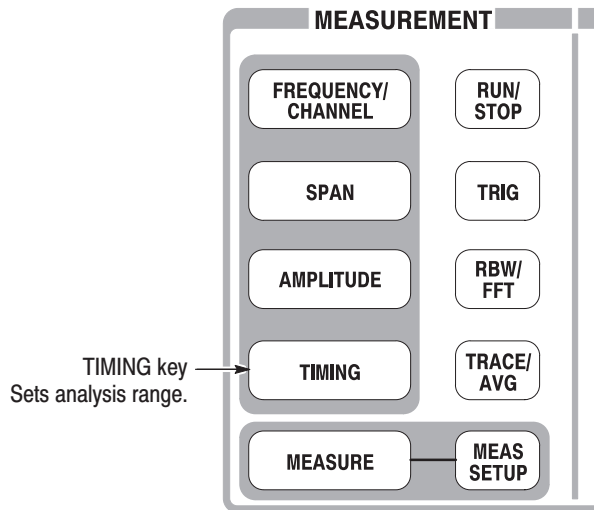 MEASUREMENT
FREQUENCY/
CHANNEL
RUN/
STOP
SPAN
TRIG
AMPLITUDE
RBW/
FFT
TIMING key
Sets analysis range.
TIMING
TRACE/
AVG
MEASURE
MEAS
SETUP